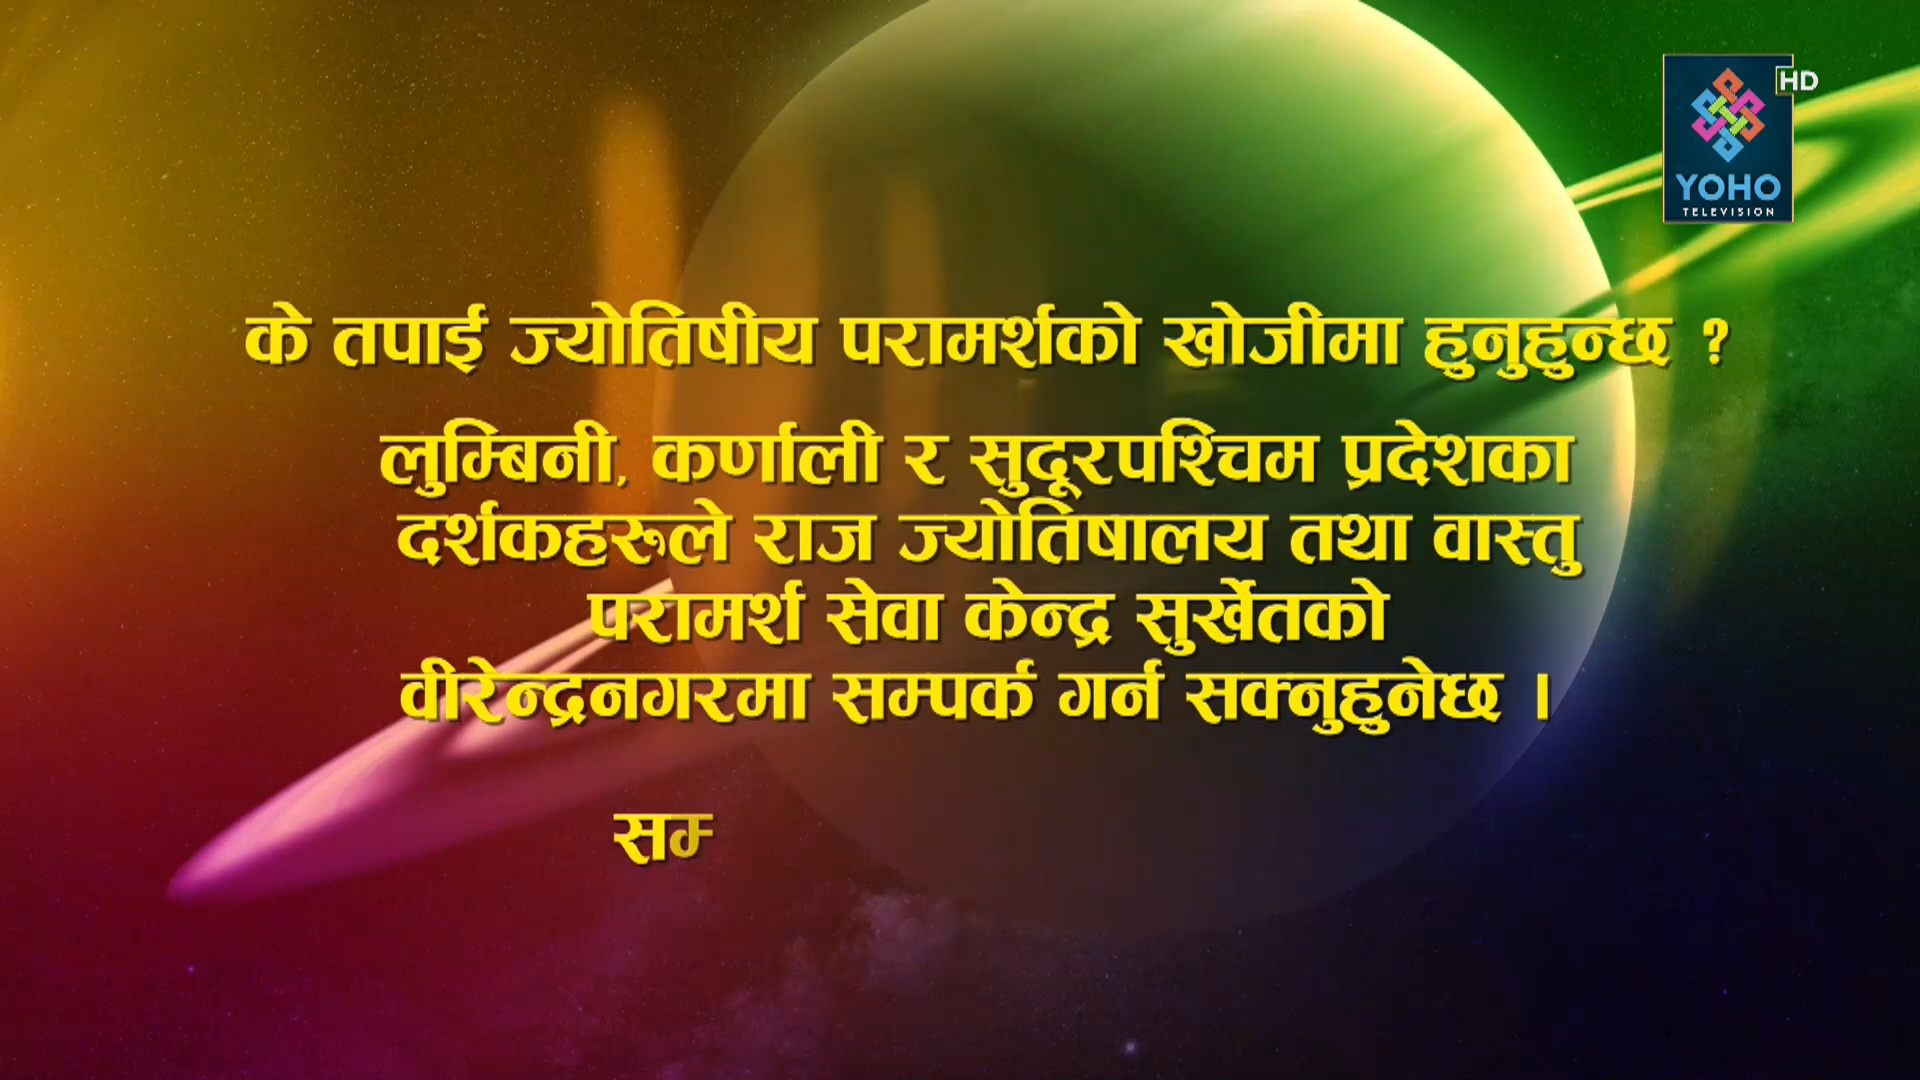 HD
YOHO
TELEVISION
के तपाई ज्योतिषीय परामर्शको खोजीमा हुनुहुन्छ ?
लुम्बिनी, कर्णाली र सुदूरपश्चिम प्रदेशका
दर्शकहरुले राज ज्योतिषालय तथा वास्तु
परामर्श सेवा केन्द्र सुर्खेतको
वीरेन्द्रनगरमा सम्पर्क गर्न सक्नुहुनेछ ।
सम